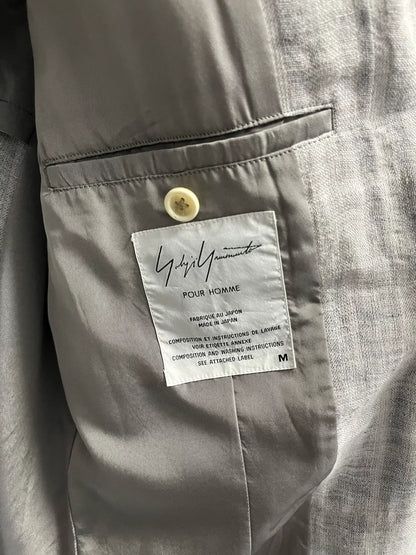 Yohji Yamamoto
POUR HOMME
FABRIQUE AU JAPON
MADE IN JAPAN
COMPOSITION ET INSTRUCTIONS DE LAVAGE
VOIR ETIQUETTE ANNEXE
COMPOSITION AND WASHING INSTRUCTIONS
SEE ATTACHED LABEL M